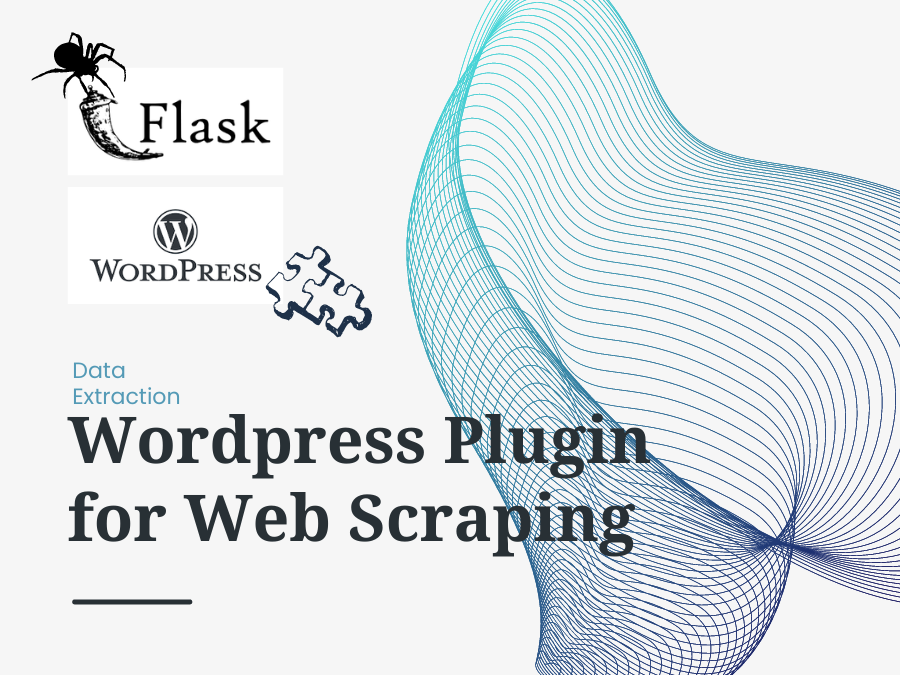 Flask
WORDPRESS
Data
Extraction
Wordpress Plugin
for Web Scraping